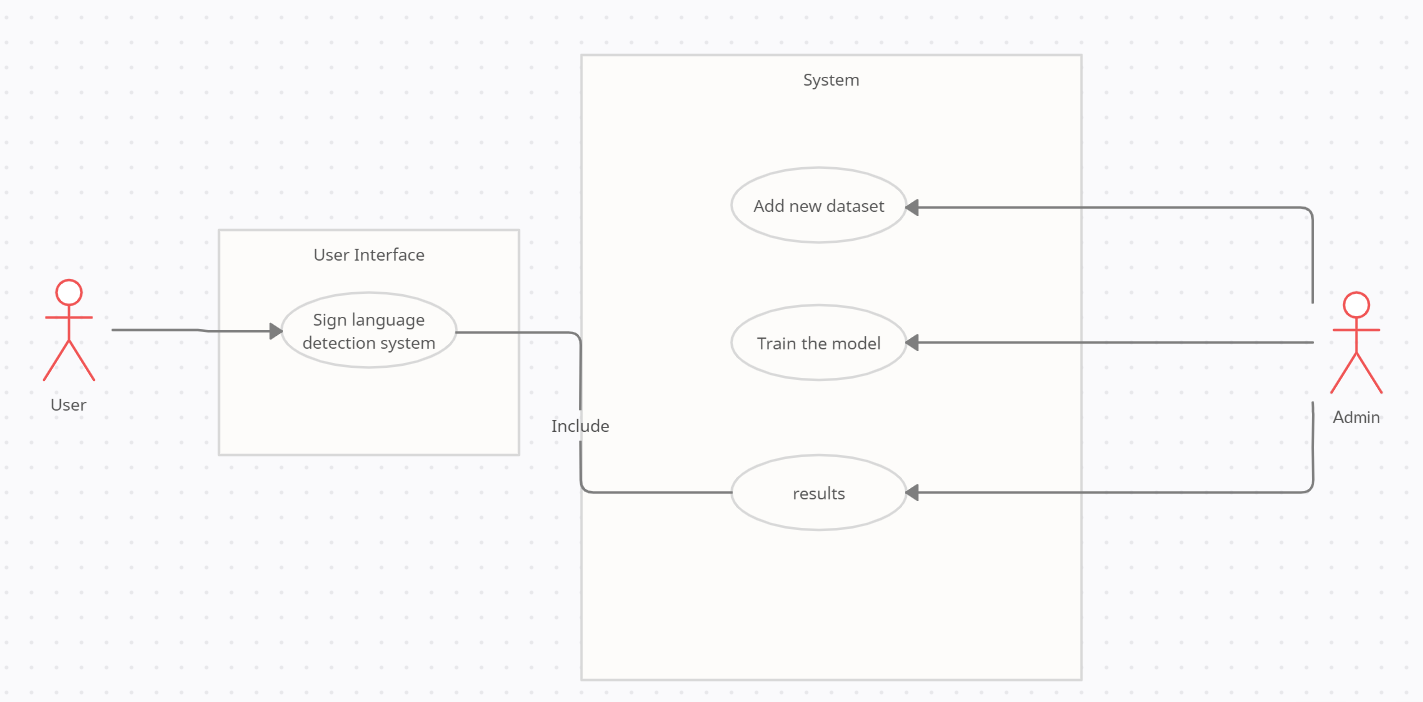 System
Add new dataset
User Interface
Sign language
detection system
Train the model
User
Admin
Include
results